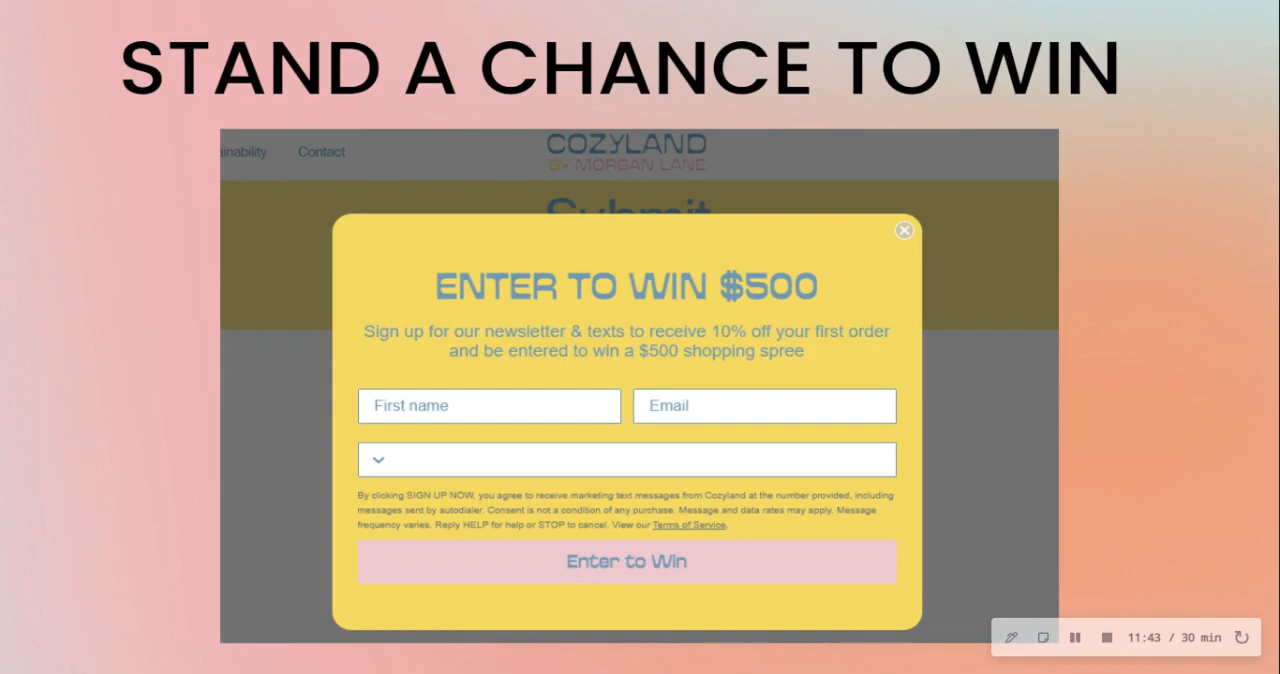 STAND A CHANCE TO WIN
inability Contact
COZYLAND
BY MORGAN LANE
Submit
ENTER TO WIN $500
Sign up for our newsletter & texts to receive 10% off your first order
and be entered to win a $500 shopping spree
First name Email
By clicking SIGN UP NOW, you agree to receive marketing text messages from Cozyland at the number provided, including
messages sent by autodialer. Consent is not a condition of any purchase. Message and data rates may apply. Message
frequency varies. Reply HELP for help or STOP to cancel. View our Terms of Service.
Enter to Win
11:43 / 30 min